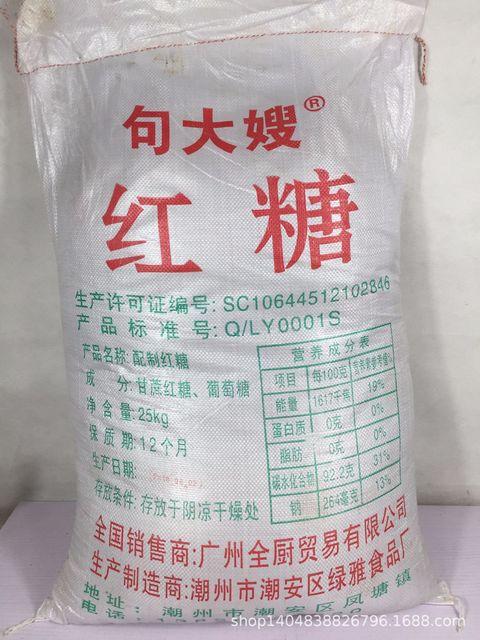 句大嫂®
红糖
生产许可证编号: SC10644512102846
产品标准号: Q/LY0001S
产品名称: 配制红糖
成 分: 甘蔗红糖、葡萄糖
净含量: 25kg
保质期: 12个月
生产日期:
存放条件: 存放于阴凉干燥处
营养成分表
项目 每100克 营养素参考值%
能量 1617千焦 19%
蛋白质 0克 0%
脂肪 0克 0%
碳水化合物 92.2克 31%
钠 264毫克 13%
全国销售商: 广州全厨贸易有限公司
生产制造商: 潮州市潮安区绿雅食品厂
地址: 潮州市潮安区凤塘镇
电话:
shop1404838826796.1688.com